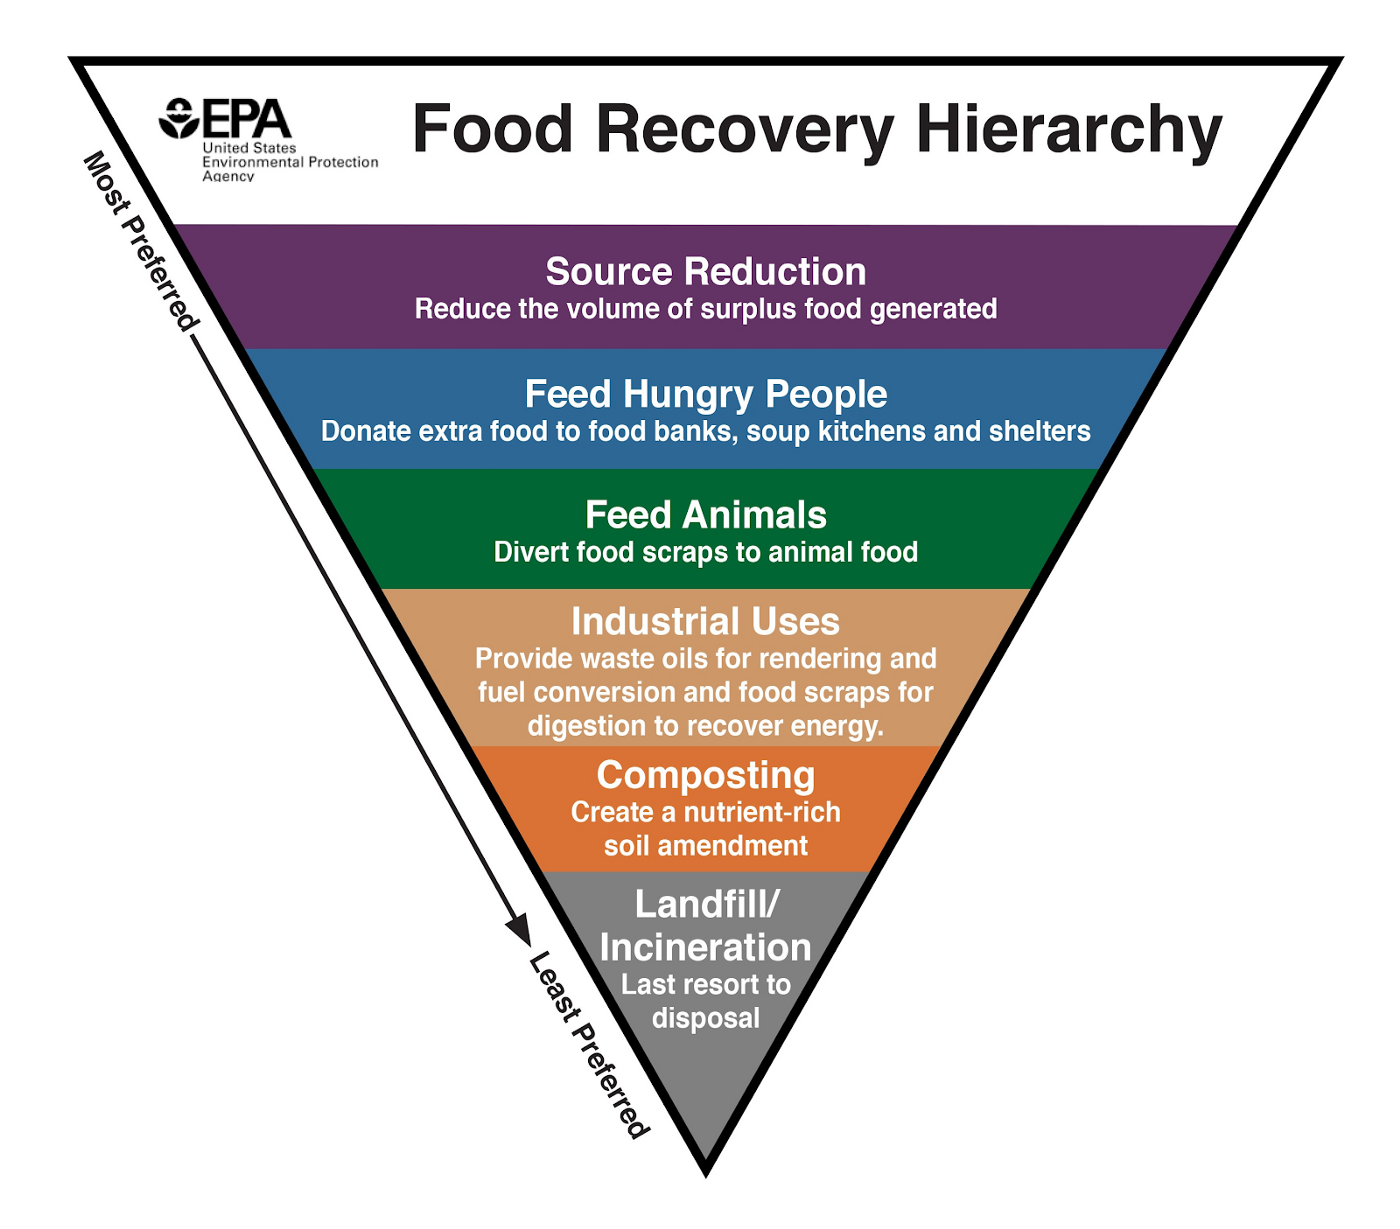 EPA
United States
Environmental Protection
Agency
Food Recovery Hierarchy
Most Preferred
Source Reduction
Reduce the volume of surplus food generated
Feed Hungry People
Donate extra food to food banks, soup kitchens and shelters
Feed Animals
Divert food scraps to animal food
Industrial Uses
Provide waste oils for rendering and
fuel conversion and food scraps for
digestion to recover energy.
Composting
Create a nutrient-rich
soil amendment
Landfill/
Incineration
Last resort to
disposal
Least Preferred